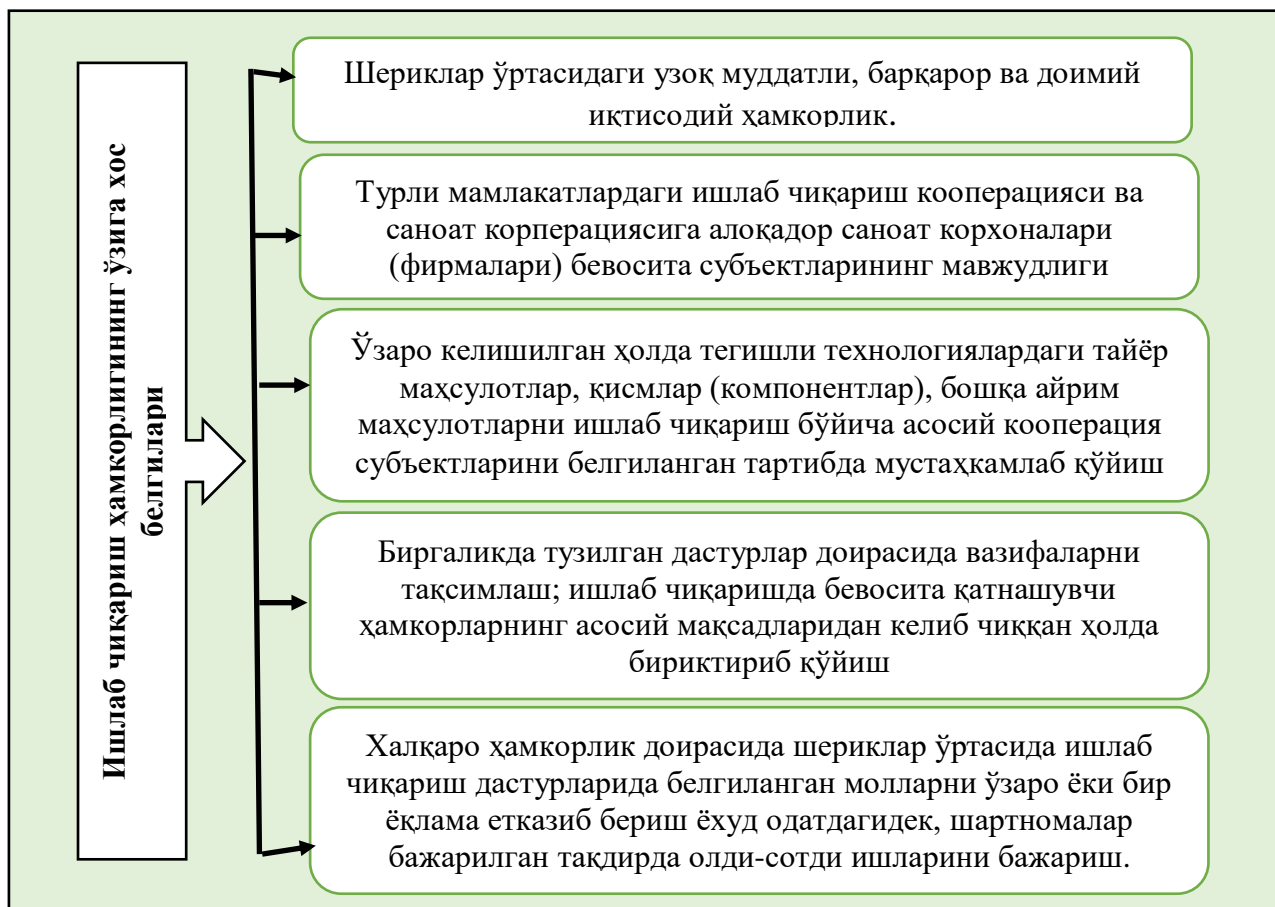 Ишлаб чиқариш ҳамкорлигининг ўзига хос
белгилари
Шериклар ўртасидаги узоқ муддатли, барқарор ва доимий
иқтисодий ҳамкорлик.
Турли мамлакатлардаги ишлаб чиқариш кооперацияси ва
саноат корперациясига алоқадор саноат корхоналари
(фирмалари) бевосита субъектларининг мавжудлиги
Ўзаро келишилган ҳолда тегишли технологиялардаги тайёр
маҳсулотлар, қисмлар (компонентлар), бошқа айрим
маҳсулотларни ишлаб чиқариш бўйича асосий кооперация
субъектларини белгиланган тартибда мустаҳкамлаб қўйиш
Биргаликда тузилган дастурлар доирасида вазифаларни
тақсимлаш; ишлаб чиқаришда бевосита қатнашувчи
ҳамкорларнинг асосий мақсадларидан келиб чиққан ҳолда
бириктириб қўйиш
Халқаро ҳамкорлик доирасида шериклар ўртасида ишлаб
чиқариш дастурларида белгиланган молларни ўзаро ёки бир
ёқлама етказиб бериш ёхуд одатдагидек, шартномалар
бажарилган тақдирда олди-сотди ишларини бажариш.